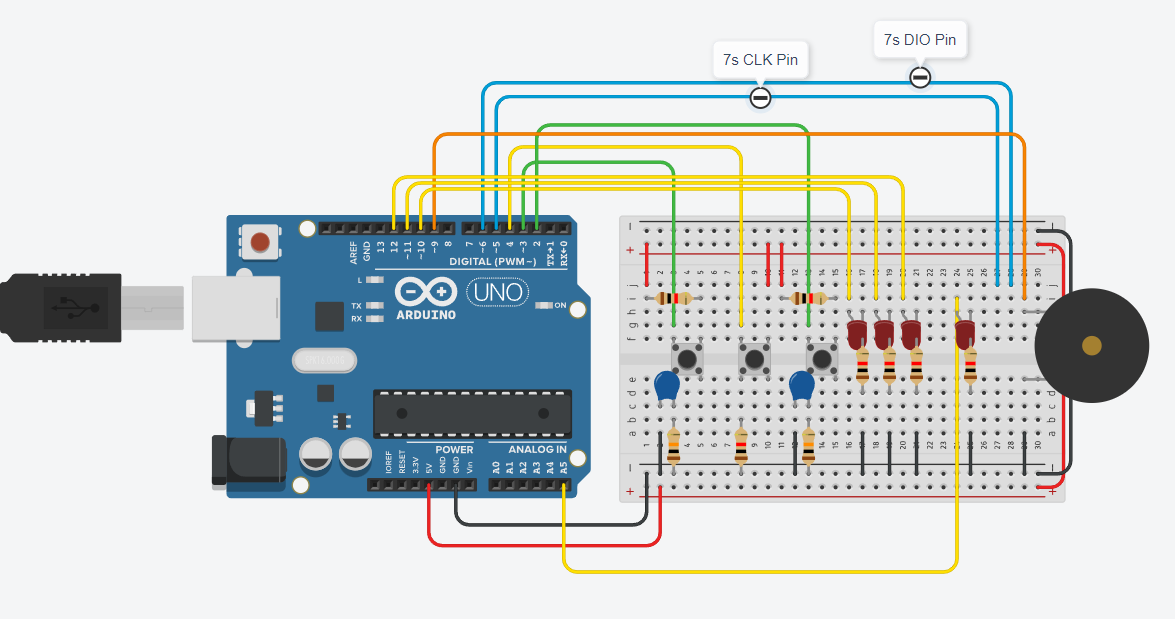 7s DIO Pin
7s CLK Pin
AREF
GND
13
12
~11
~10
~9
8
7
~6
~5
4
~3
2
TX→1
RX←0
DIGITAL (PWM~)
L
TX
RX
ARDUINO
UNO
ON
POWER
ANALOG IN
IOREF
RESET
3.3V
5V
GND
GND
Vin
A0
A1
A2
A3
A4
A5